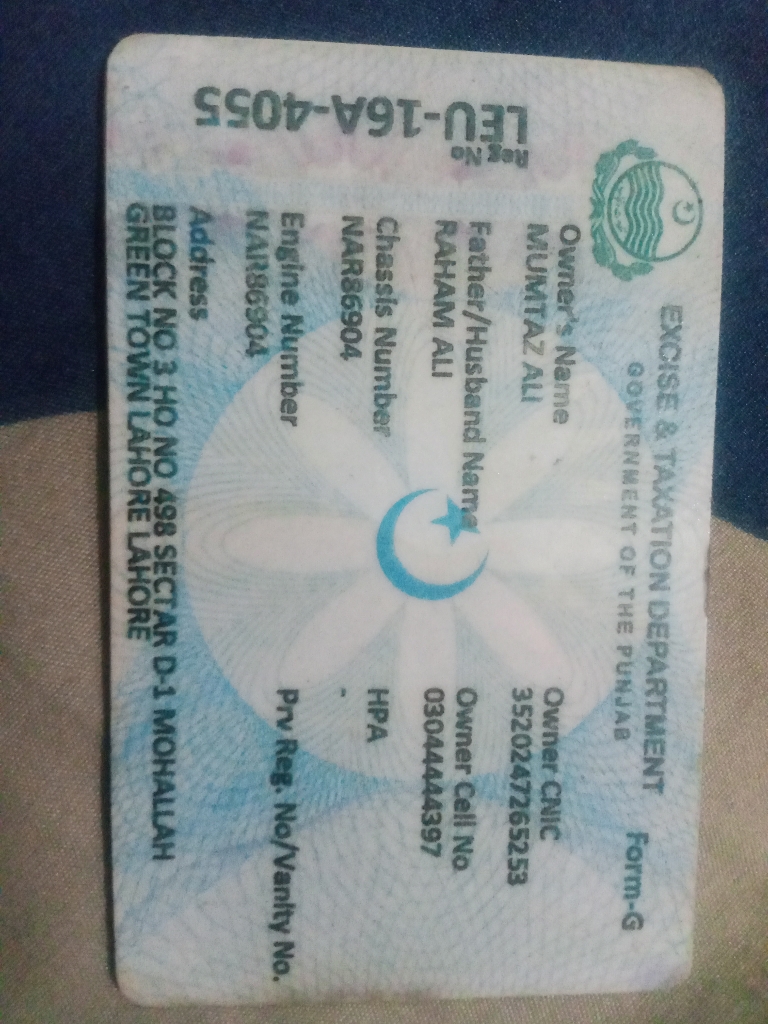 EXCISE & TAXATION DEPARTMENT
GOVERNMENT OF THE PUNJAB
Form-G
Reg No
LEU-16A-4055
Owner's Name
MUMTAZ ALI
Owner CNIC
3520247265253
Father/Husband Name
RAHAM ALI
Owner Cell No
03044444397
Chassis Number
NAR86904
HPA
-
Engine Number
NAR86904
Prv Reg. No/Vanity No.
Address
BLOCK NO 3 HO NO 498 SECTAR D-1 MOHALLAH
GREEN TOWN LAHORE LAHORE